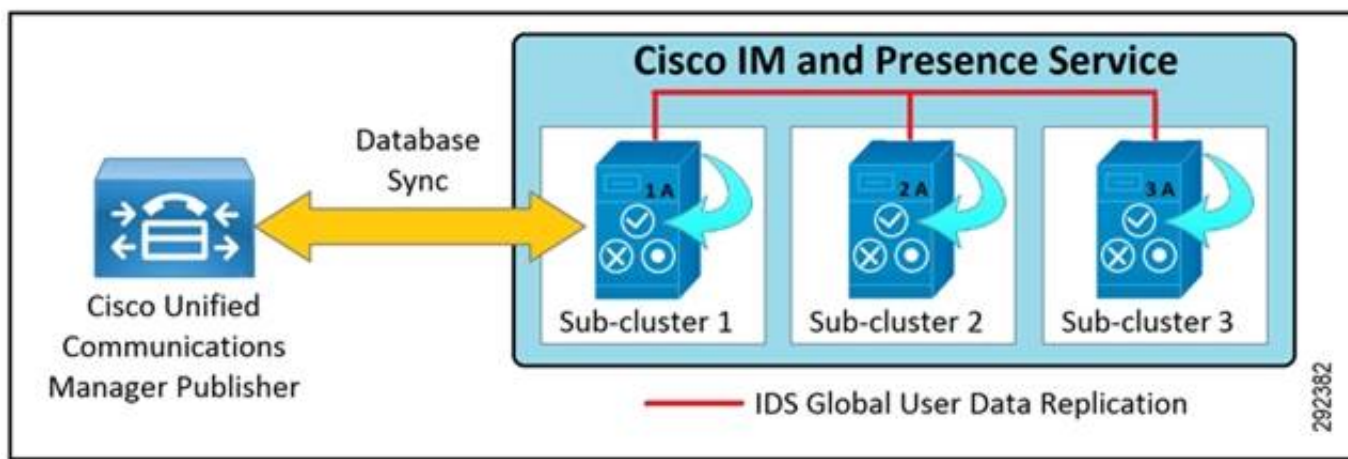 Cisco IM and Presence Service
Database
Sync
1 A
2 A
3 A
Sub-cluster 1
Sub-cluster 2
Sub-cluster 3
Cisco Unified
Communications
Manager Publisher
IDS Global User Data Replication
292382